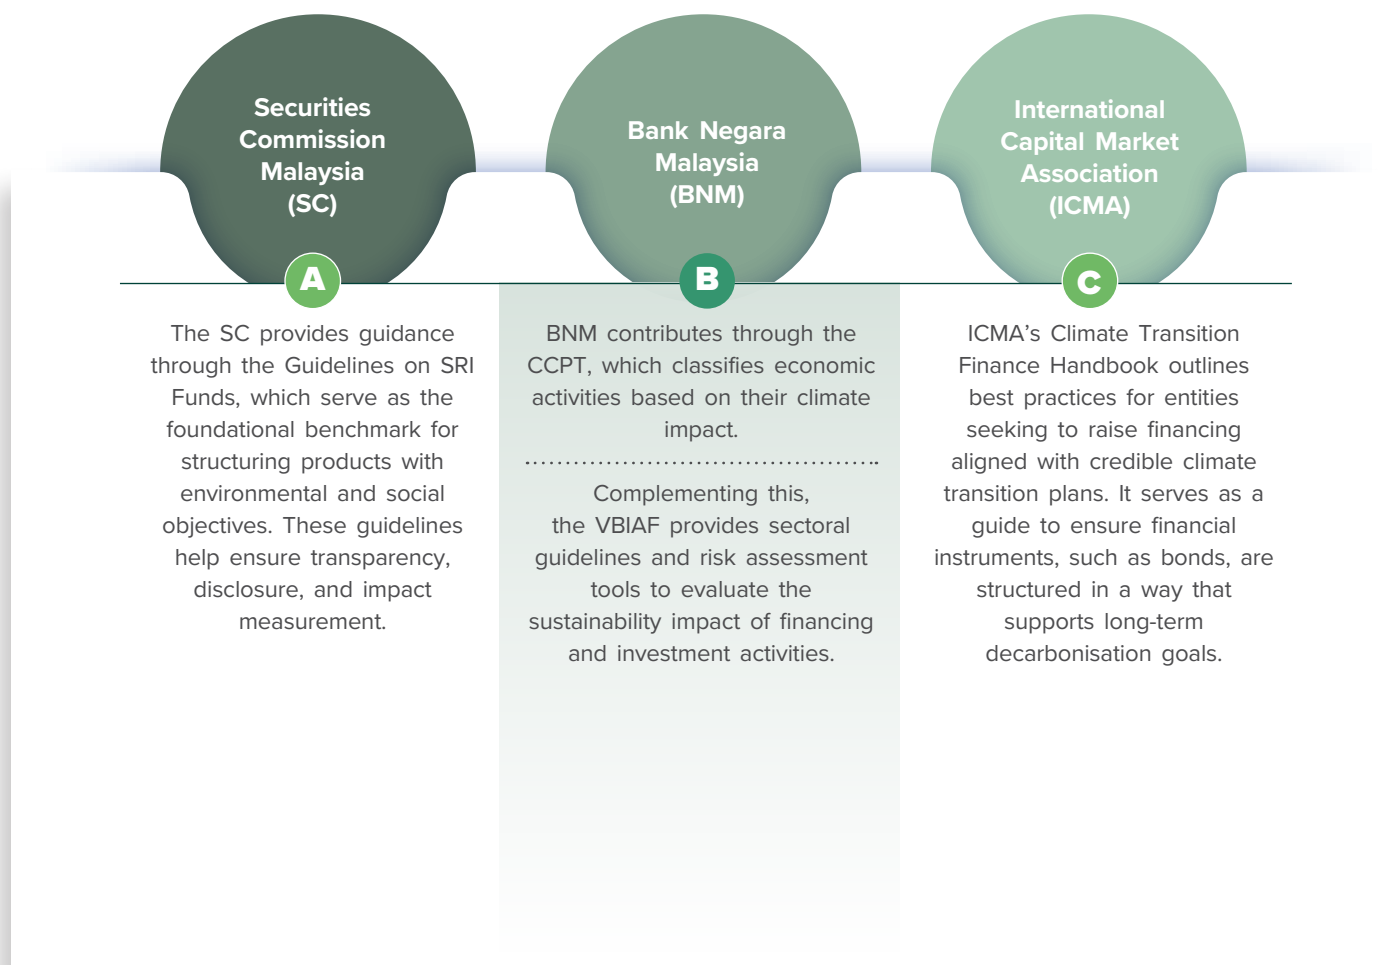 Securities
Commission
Malaysia
(SC)
A
The SC provides guidance
through the Guidelines on SRI
Funds, which serve as the
foundational benchmark for
structuring products with
environmental and social
objectives. These guidelines
help ensure transparency,
disclosure, and impact
measurement.
Bank Negara
Malaysia
(BNM)
B
BNM contributes through the
CCPT, which classifies economic
activities based on their climate
impact.
Complementing this,
the VBIAF provides sectoral
guidelines and risk assessment
tools to evaluate the
sustainability impact of financing
and investment activities.
International
Capital Market
Association
(ICMA)
C
ICMA’s Climate Transition
Finance Handbook outlines
best practices for entities
seeking to raise financing
aligned with credible climate
transition plans. It serves as a
guide to ensure financial
instruments, such as bonds, are
structured in a way that
supports long-term
decarbonisation goals.